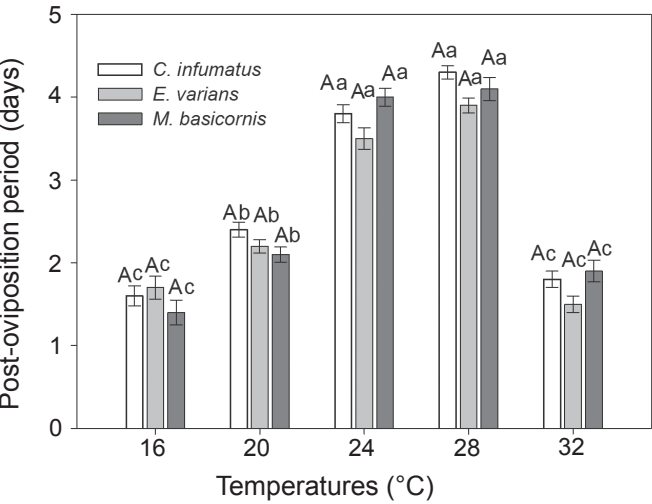 5
4
3
2
1
0
Post-oviposition period (days)
C. infumatus
E. varians
M. basicornis
Ac Ac Ac
Ab Ab Ab
Aa Aa Aa
Aa Aa Aa
Ac Ac Ac
16 20 24 28 32
Temperatures (°C)